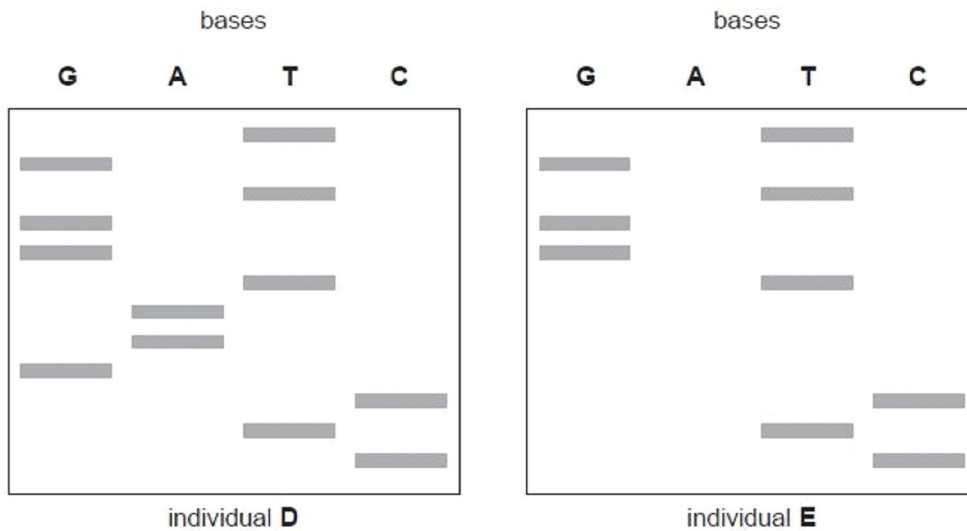 bases
bases
G A T C
G A T C
individual D
individual E